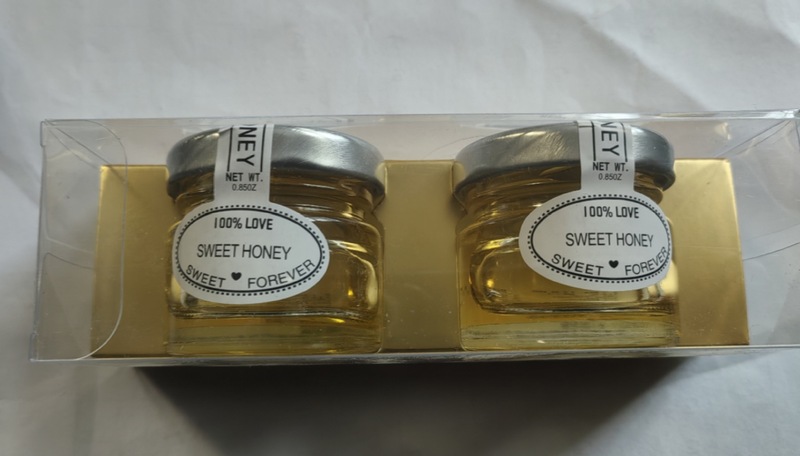 NEY
NET WT.
0.85OZ
100% LOVE
SWEET HONEY
SWEET ♥ FOREVER
NEY
NET WT.
0.85OZ
100% LOVE
SWEET HONEY
SWEET ♥ FOREVER